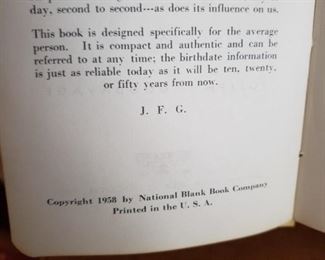 day, second to second---as does its influence on us.
This book is designed specifically for the average
person. It is compact and authentic and can be
referred to at any time; the birthdate information
is just as reliable today as it will be ten, twenty,
or fifty years from now.
J. F. G.
Copyright 1958 by National Blank Book Company
Printed in the U. S. A.